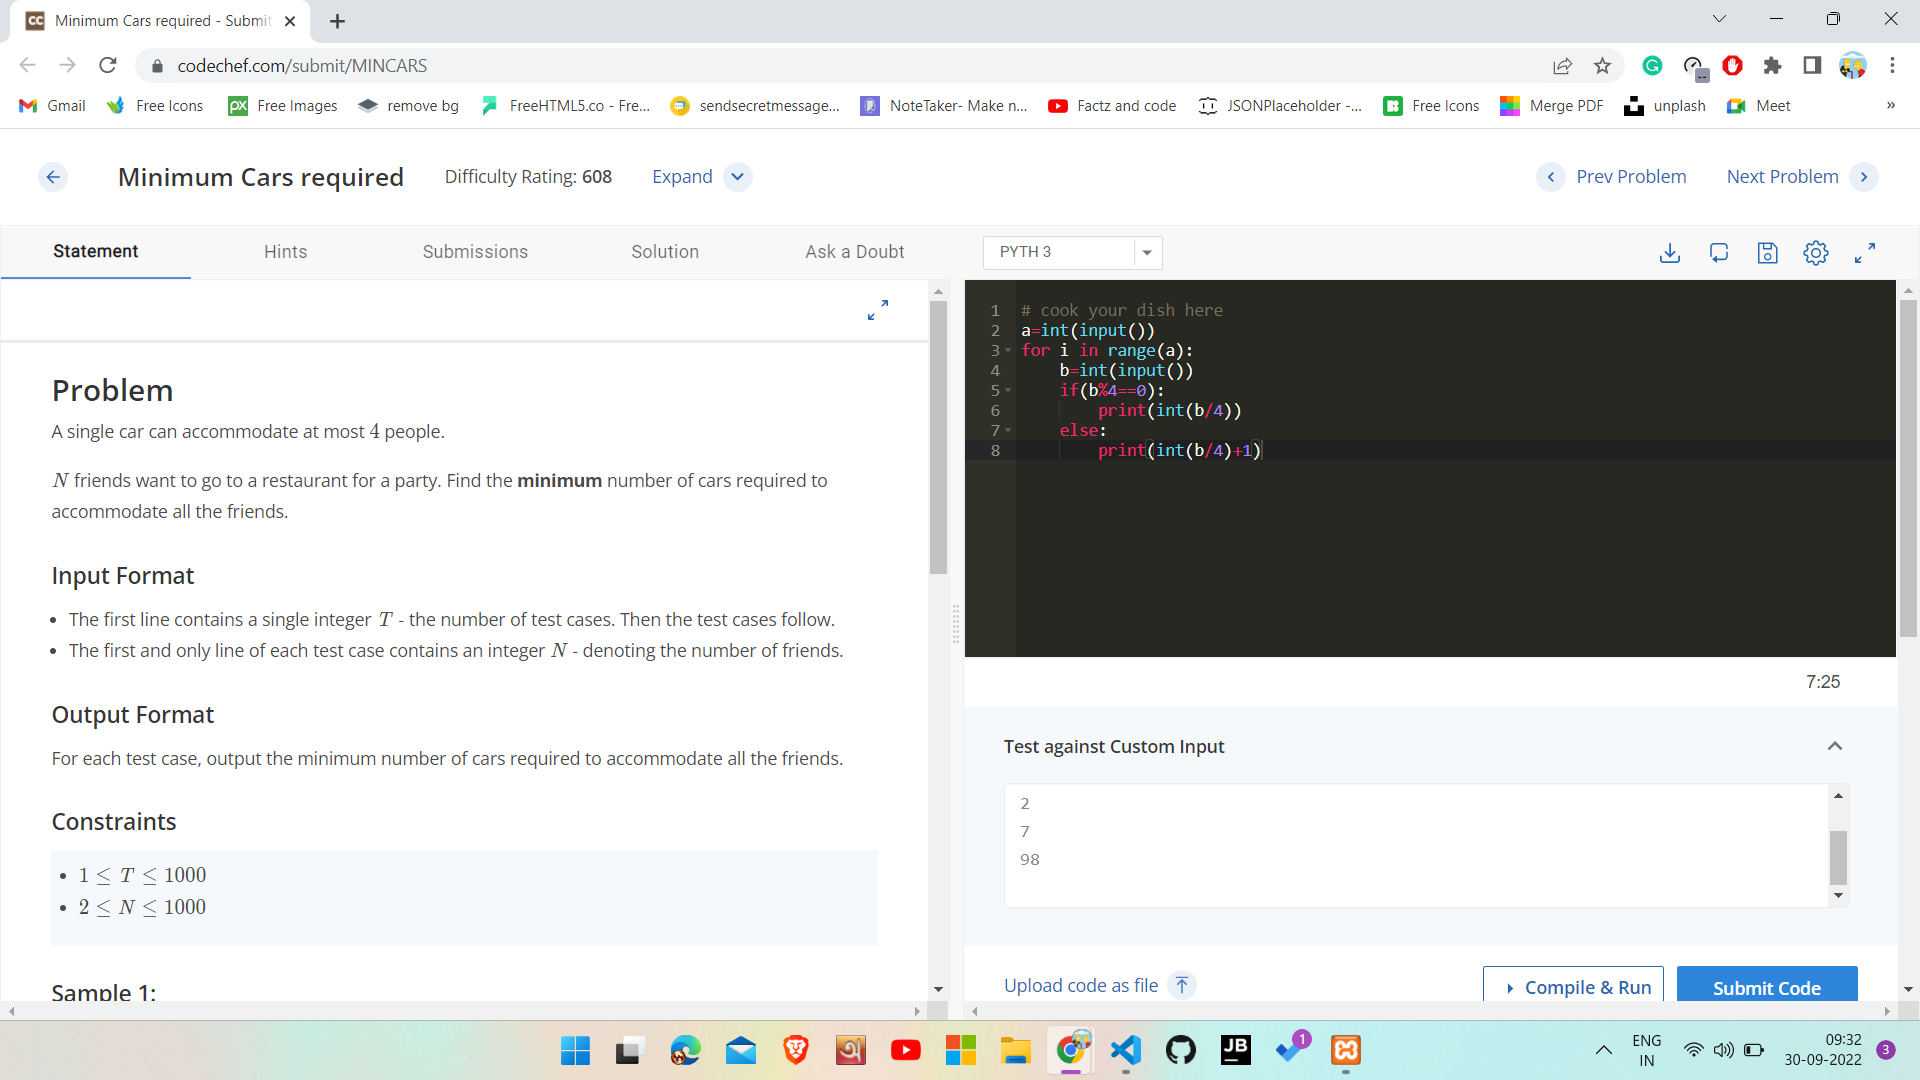 Minimum Cars required - Submit
codechef.com/submit/MINCARS
Gmail
Free Icons
Free Images
remove bg
FreeHTML5.co - Fre...
sendsecretmessage...
NoteTaker- Make n...
Factz and code
JSONPlaceholder -...
Free Icons
Merge PDF
unplash
Meet
»
Minimum Cars required
Difficulty Rating: 608
Expand
Prev Problem
Next Problem
Statement
Hints
Submissions
Solution
Ask a Doubt
PYTH 3
Problem
A single car can accommodate at most 4 people.
N friends want to go to a restaurant for a party. Find the minimum number of cars required to
accommodate all the friends.
Input Format
• The first line contains a single integer T - the number of test cases. Then the test cases follow.
• The first and only line of each test case contains an integer N - denoting the number of friends.
Output Format
For each test case, output the minimum number of cars required to accommodate all the friends.
Constraints
• 1 ≤ T ≤ 1000
• 2 ≤ N ≤ 1000
Sample 1:
1 # cook your dish here
2 a=int(input())
3 for i in range(a):
4     b=int(input())
5     if(b%4==0):
6         print(int(b/4))
7     else:
8         print(int(b/4)+1)
7:25
Test against Custom Input
2
7
98
Upload code as file
Compile & Run
Submit Code
JB
1
ENG
IN
09:32
30-09-2022
3